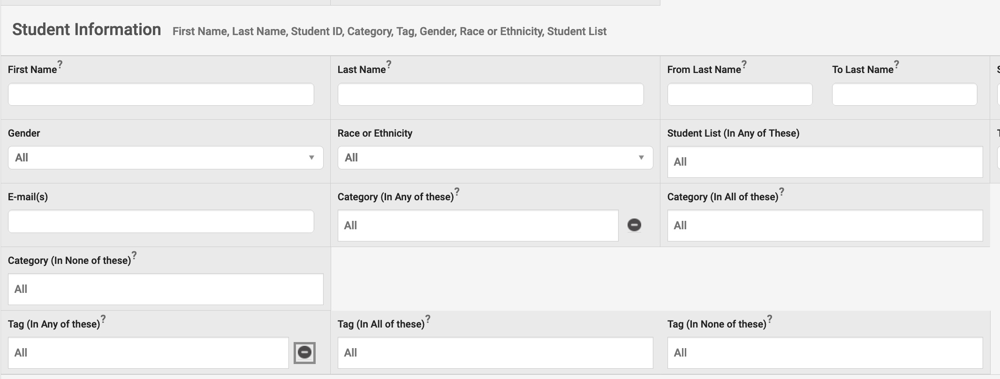 Student Information First Name, Last Name, Student ID, Category, Tag, Gender, Race or Ethnicity, Student List
First Name? Last Name? From Last Name? To Last Name?
Gender Race or Ethnicity Student List (In Any of These)
All All All
E-mail(s) Category (In Any of these)? Category (In All of these)?
All All
Category (In None of these)?
All
Tag (In Any of these)? Tag (In All of these)? Tag (In None of these)?
All All All